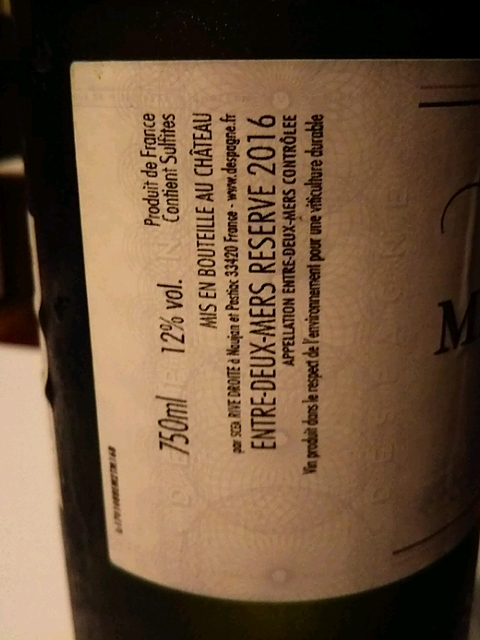 Produit de France
Contient Sulfites
750ml 12% vol.
MIS EN BOUTEILLE AU CHÂTEAU
par SCEA RIVE DROITE à Naujan et Postiac 33420 France - www.despagne.fr
ENTRE-DEUX-MERS RESERVE 2016
APPELLATION ENTRE-DEUX-MERS CONTRÔLEE
Vin produit dans le respect de l'environnement pour une viticulture durable
M